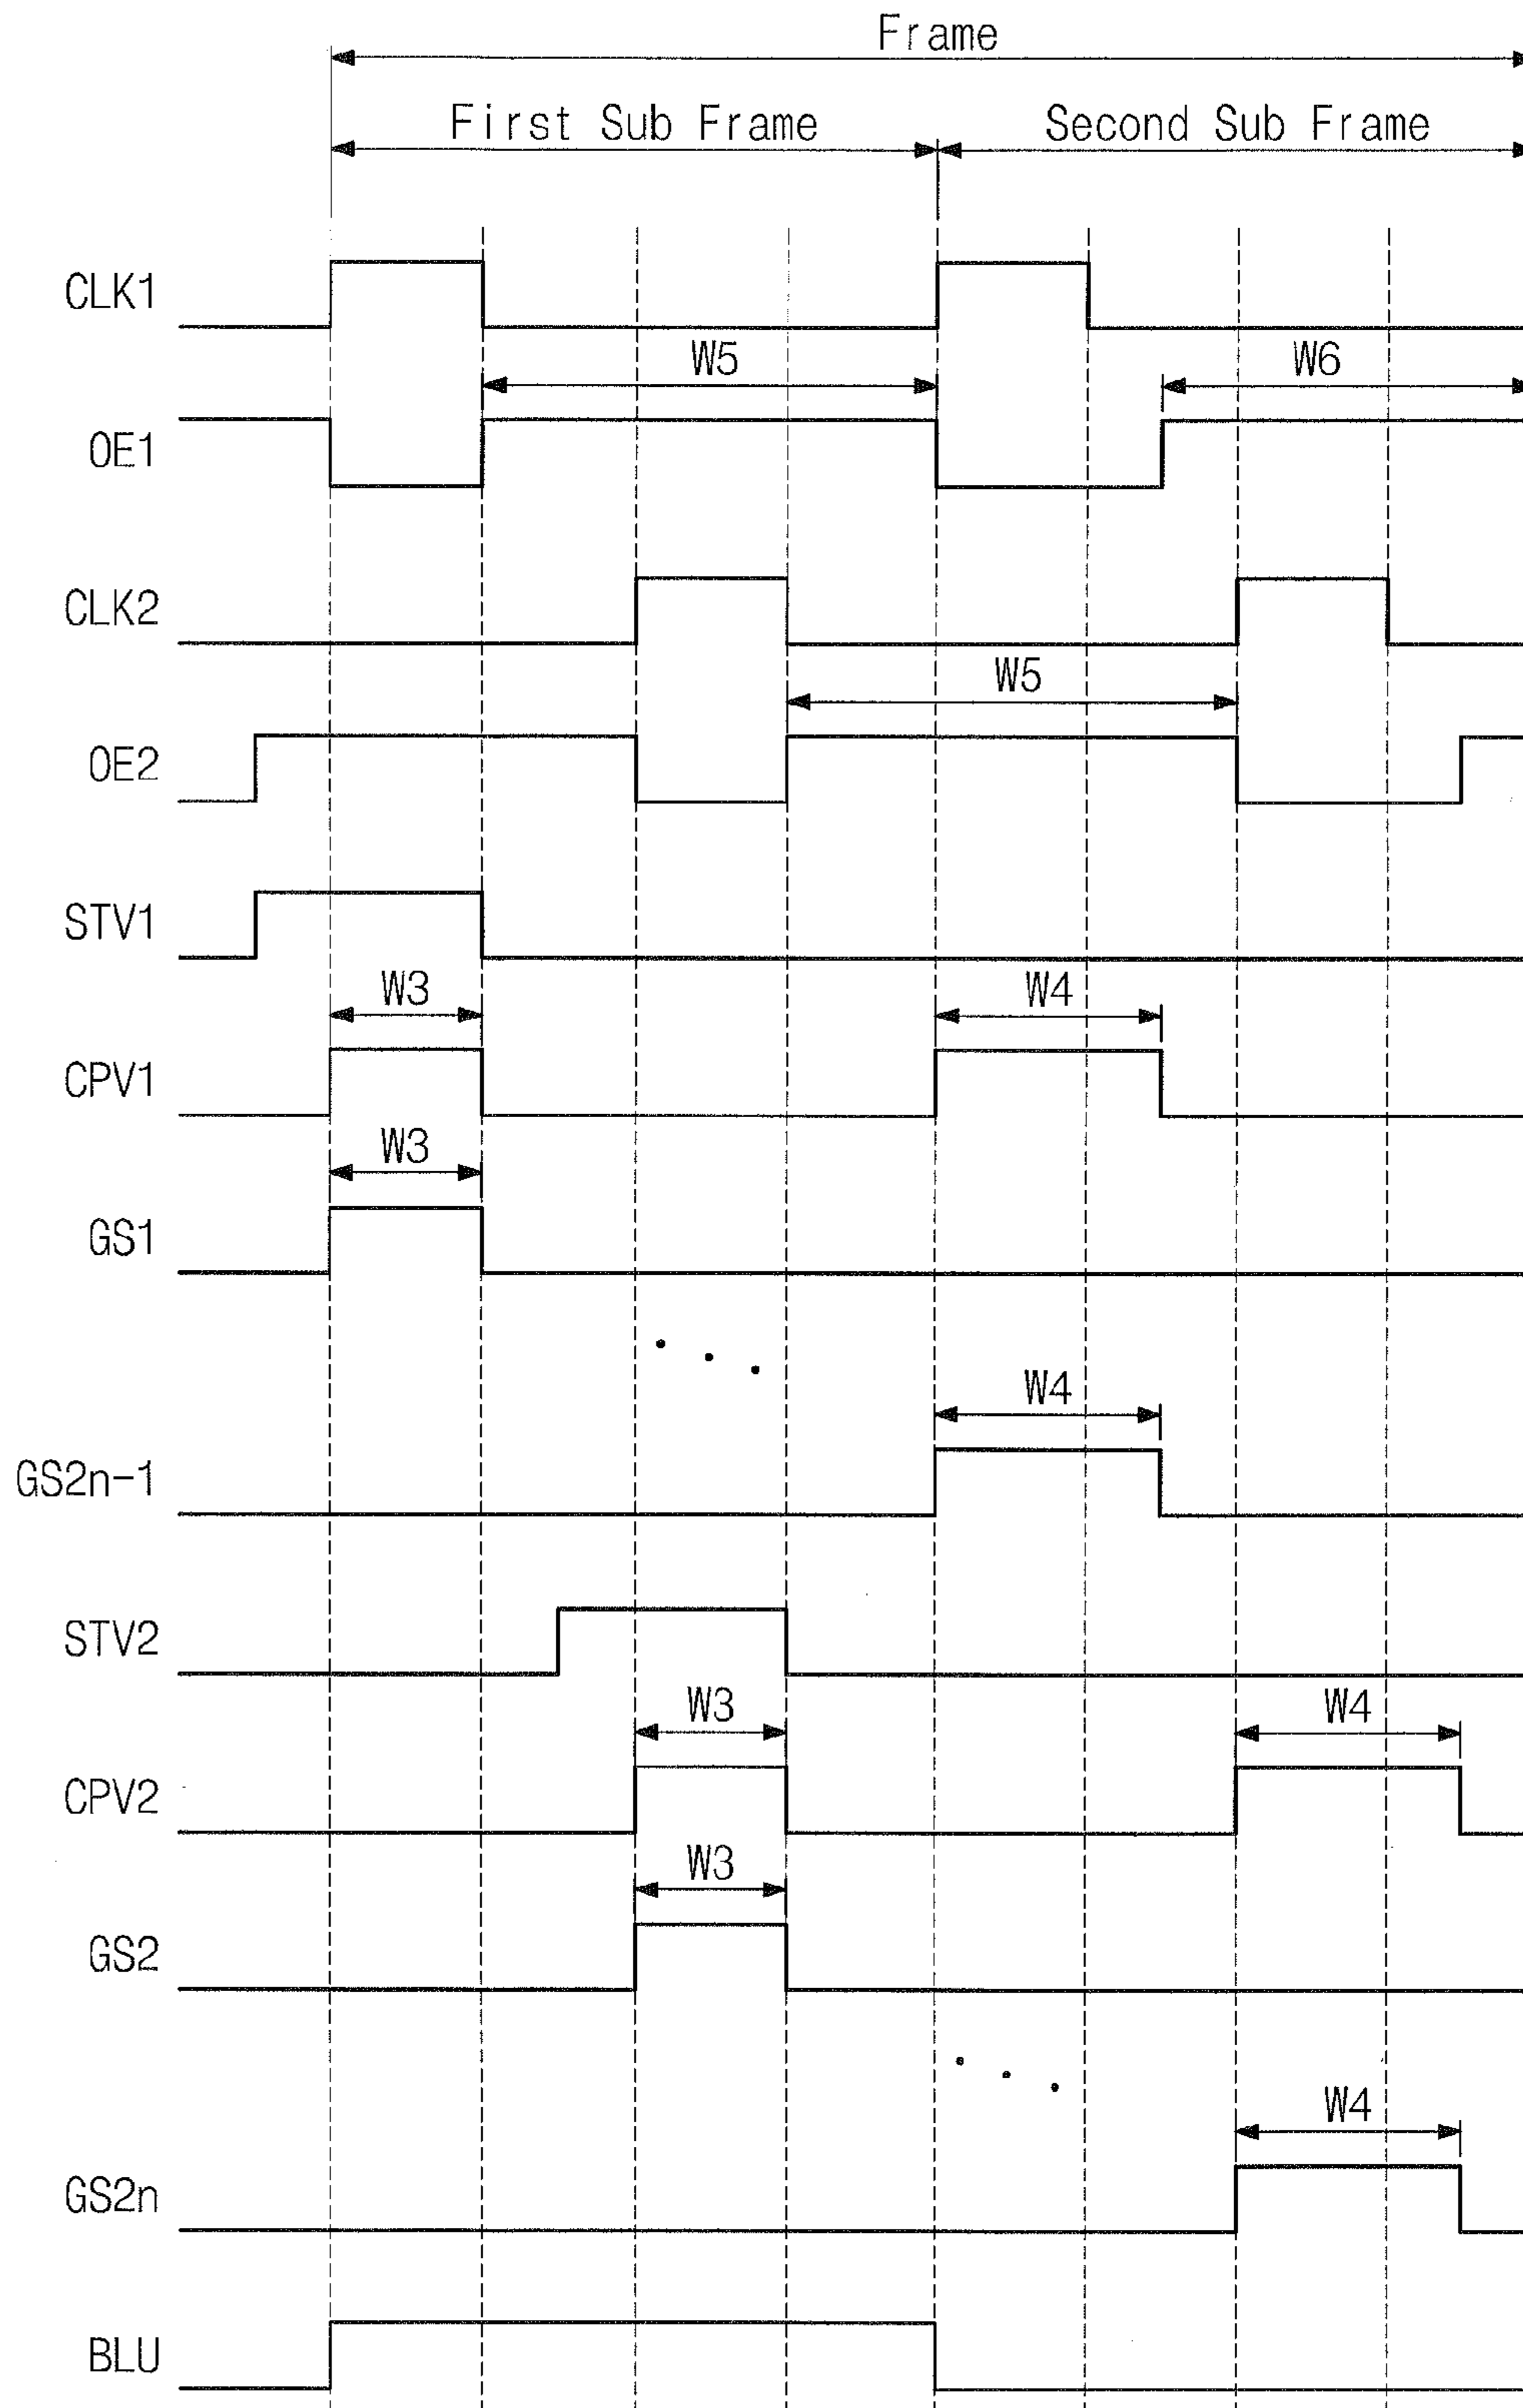 Frame
First Sub Frame
Second Sub Frame
CLK1
W5
W6
OE1
CLK2
W5
OE2
STV1
W3
W4
CPV1
W3
GS1
W4
GS2n-1
STV2
W3
W4
CPV2
W3
GS2
W4
GS2n
BLU